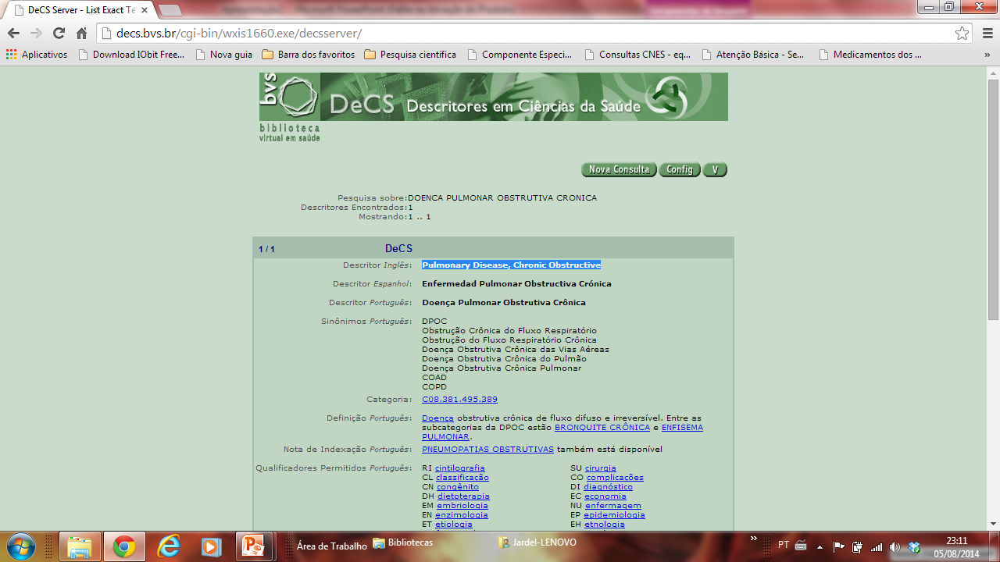 DeCS Server - List Exact Te
decs.bvs.br/cgi-bin/wxis1660.exe/decsserver/
Aplicativos Download IObit Free... Nova guia Barra dos favoritos Pesquisa científica Componente Especi... Consultas CNES - eq... Atenção Básica - Se... Medicamentos dos ... »
bvs
DeCS Descritores em Ciências da Saúde
biblioteca
virtual em saúde
Nova Consulta Config V
Pesquisa sobre:DOENCA PULMONAR OBSTRUTIVA CRONICA
Descritores Encontrados:1
Mostrando:1 .. 1
1 / 1 DeCS
Descritor Inglês: Pulmonary Disease, Chronic Obstructive
Descritor Espanhol: Enfermedad Pulmonar Obstructiva Crónica
Descritor Português: Doença Pulmonar Obstrutiva Crônica
Sinônimos Português: DPOC
Obstrução Crônica do Fluxo Respiratório
Obstrução do Fluxo Respiratório Crônica
Doença Obstrutiva Crônica das Vias Aéreas
Doença Obstrutiva Crônica do Pulmão
Doença Obstrutiva Crônica Pulmonar
COAD
COPD
Categoria: C08.381.495.389
Definição Português: Doença obstrutiva crônica de fluxo difuso e irreversível. Entre as
subcategorias da DPOC estão BRONQUITE CRÔNICA e ENFISEMA
PULMONAR.
Nota de Indexação Português: PNEUMOPATIAS OBSTRUTIVAS também está disponível
Qualificadores Permitidos Português: RI cintilografia SU cirurgia
CL classificação CO complicações
CN congênito DI diagnóstico
DH dietoterapia EC economia
EM embriologia NU enfermagem
EN enzimologia EP epidemiologia
ET etiologia EH etnologia
Área de Trabalho Bibliotecas Jardel-LENOVO » PT 23:11
05/08/2014